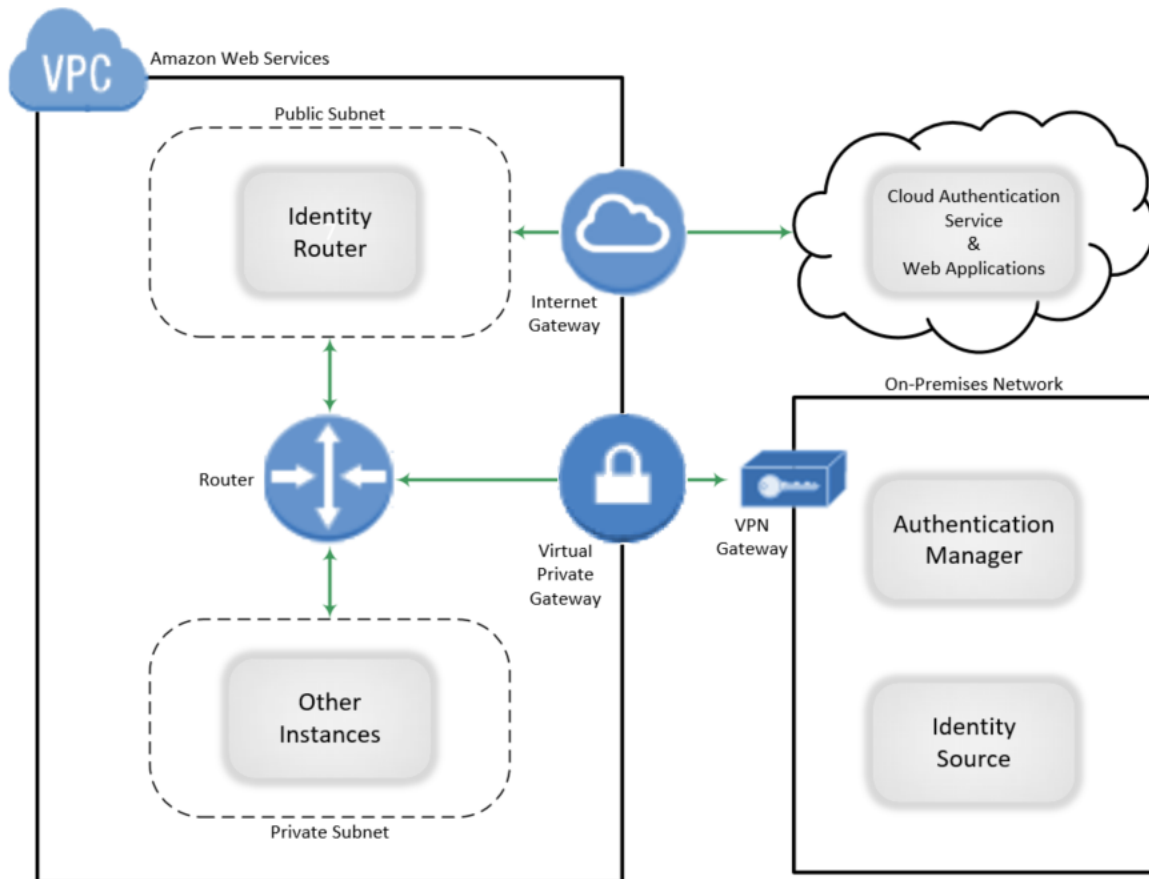 VPC
Amazon Web Services
Public Subnet
Identity
Router
Internet
Gateway
Cloud Authentication
Service
&
Web Applications
On-Premises Network
Router
Virtual
Private
Gateway
VPN
Gateway
Authentication
Manager
Other
Instances
Identity
Source
Private Subnet